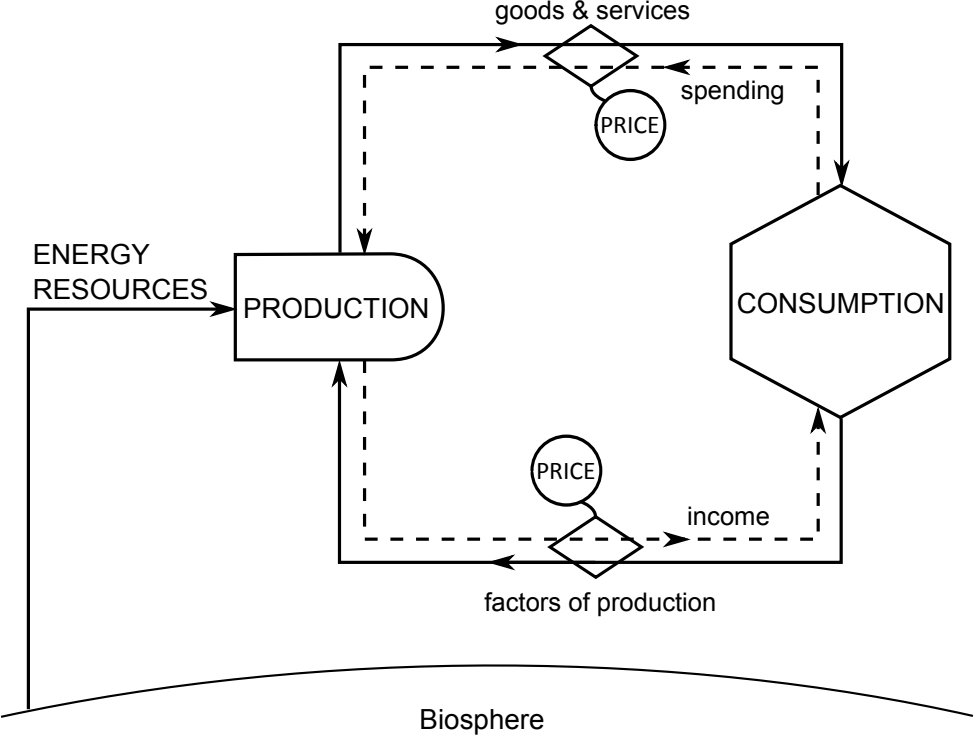 goods & services
spending
PRICE
ENERGY
RESOURCES
PRODUCTION
CONSUMPTION
PRICE
income
factors of production
Biosphere